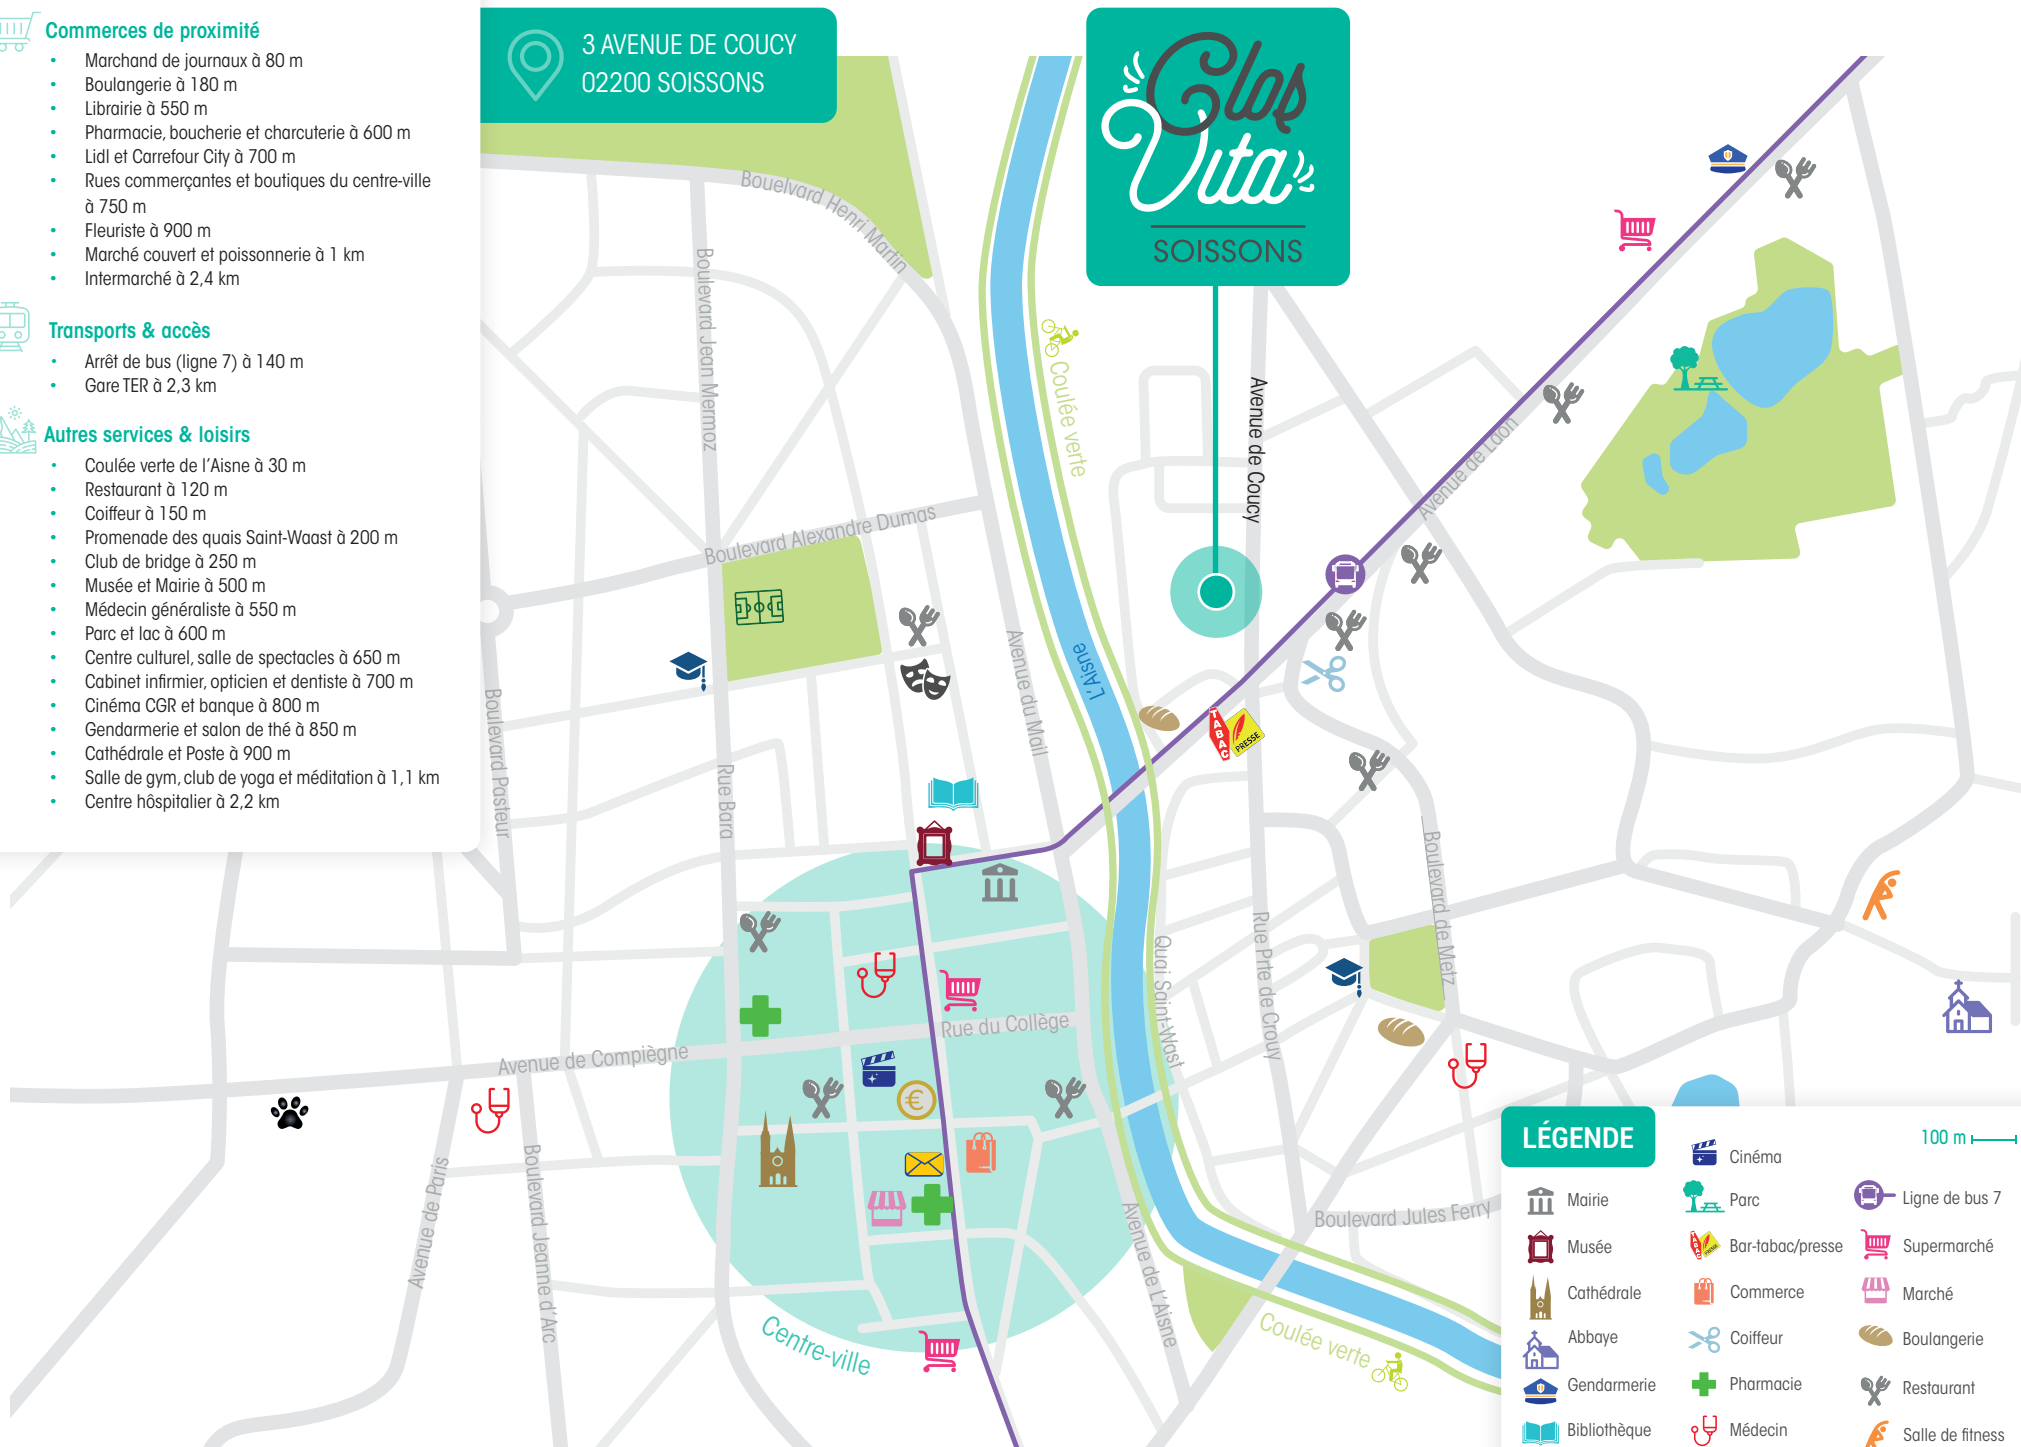 Commerces de proximité
• Marchand de journaux à 80 m
• Boulangerie à 180 m
• Librairie à 550 m
• Pharmacie, boucherie et charcuterie à 600 m
• Lidl et Carrefour City à 700 m
• Rues commerçantes et boutiques du centre-ville
à 750 m
• Fleuriste à 900 m
• Marché couvert et poissonnerie à 1 km
• Intermarché à 2,4 km
Transports & accès
• Arrêt de bus (ligne 7) à 140 m
• Gare TER à 2,3 km
Autres services & loisirs
• Coulée verte de l'Aisne à 30 m
• Restaurant à 120 m
• Coiffeur à 150 m
• Promenade des quais Saint-Waast à 200 m
• Club de bridge à 250 m
• Musée et Mairie à 500 m
• Médecin généraliste à 550 m
• Parc et lac à 600 m
• Centre culturel, salle de spectacles à 650 m
• Cabinet infirmier, opticien et dentiste à 700 m
• Cinéma CGR et banque à 800 m
• Gendarmerie et salon de thé à 850 m
• Cathédrale et Poste à 900 m
• Salle de gym, club de yoga et méditation à 1,1 km
• Centre hôspitalier à 2,2 km
3 AVENUE DE COUCY
02200 SOISSONS
Clos
Vita
SOISSONS
Bouelvard Henri Martin
Boulevard Jean Mermoz
Coulée verte
Avenue de Coucy
Avenue de Laon
Boulevard Alexandre Dumas
Avenue du Mail
L'Aisne
Boulevard Pasteur
Rue Bara
TABAC
PRESSE
Boulevard de Metz
Quai Saint-Wast
Rue Prte de Crouy
Rue du Collège
Avenue de Compiègne
€
Avenue de Paris
Boulevard Jeanne d'Arc
Avenue de L'Aisne
Boulevard Jules Ferry
Centre-ville
Coulée verte
LÉGENDE
100 m
Mairie
Musée
Cathédrale
Abbaye
Gendarmerie
Bibliothèque
Cinéma
Parc
Bar-tabac/presse
Commerce
Coiffeur
Pharmacie
Médecin
Ligne de bus 7
Supermarché
Marché
Boulangerie
Restaurant
Salle de fitness